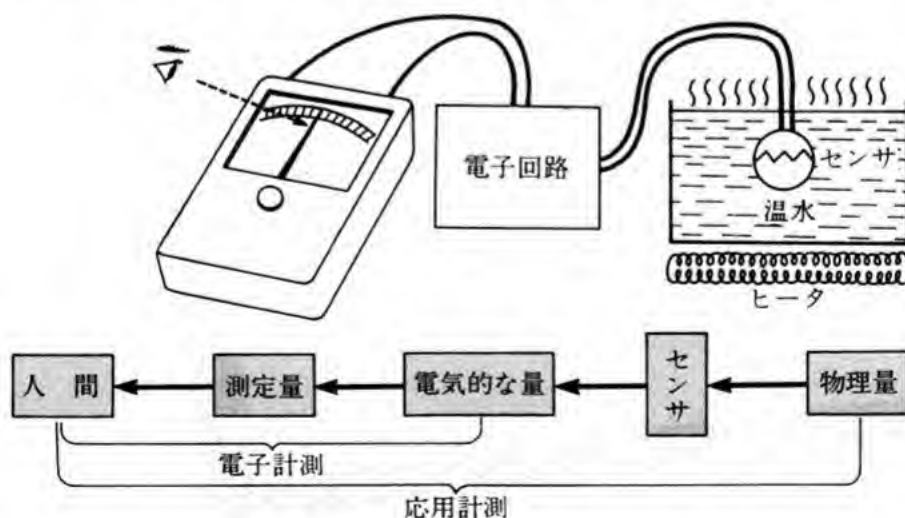 電子回路
センサ
温水
ヒータ
人 間
測定量
電気的な量
センサ
物理量
電子計測
応用計測